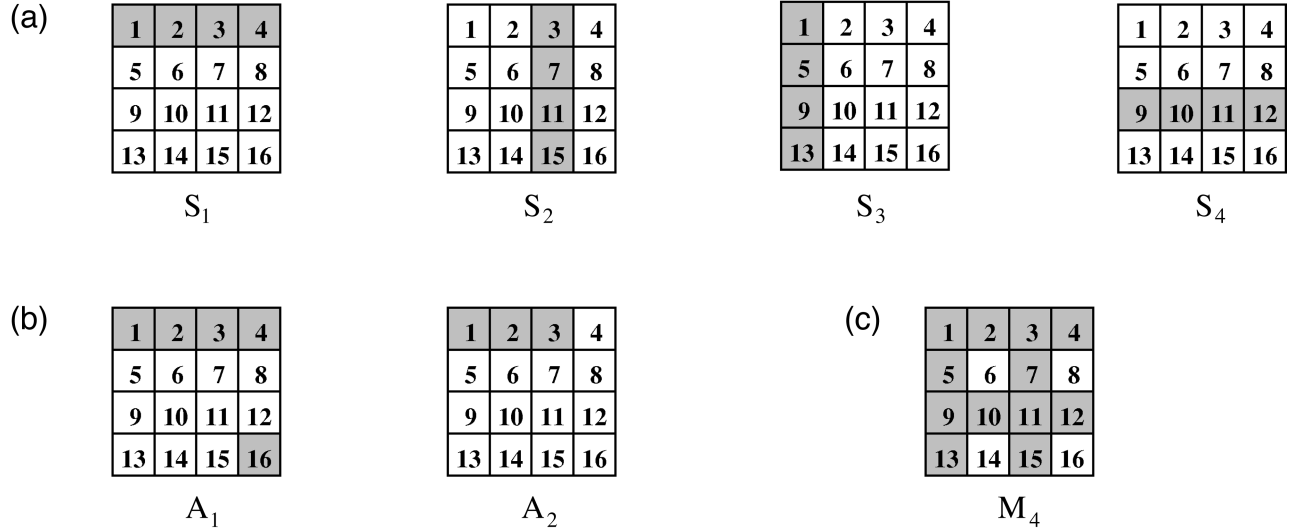 (a)
1 2 3 4 1 2 3 4 1 2 3 4 1 2 3 4
5 6 7 8 5 6 7 8 5 6 7 8 5 6 7 8
9 10 11 12 9 10 11 12 9 10 11 12 9 10 11 12
13 14 15 16 13 14 15 16 13 14 15 16 13 14 15 16
S1 S2 S3 S4
(b) (c)
1 2 3 4 1 2 3 4 1 2 3 4
5 6 7 8 5 6 7 8 5 6 7 8
9 10 11 12 9 10 11 12 9 10 11 12
13 14 15 16 13 14 15 16 13 14 15 16
A1 A2 M4